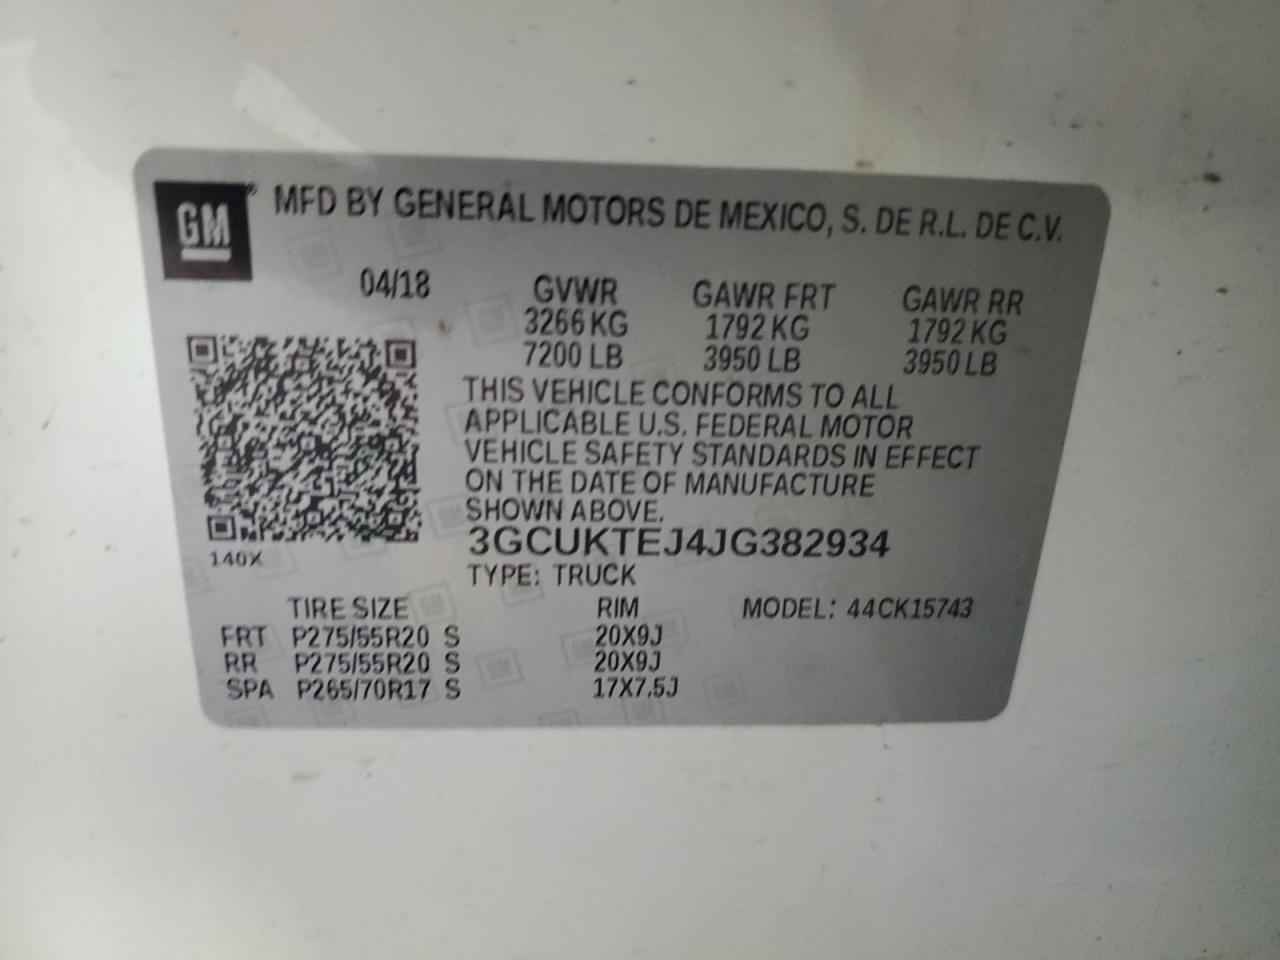 GM® MFD BY GENERAL MOTORS DE MEXICO, S. DE R.L. DE C.V.
04/18 GVWR GAWR FRT GAWR RR
3266 KG 1792 KG 1792 KG
7200 LB 3950 LB 3950 LB
THIS VEHICLE CONFORMS TO ALL
APPLICABLE U.S. FEDERAL MOTOR
VEHICLE SAFETY STANDARDS IN EFFECT
ON THE DATE OF MANUFACTURE
SHOWN ABOVE.
3GCUKTEJ4JG382934
140X
TYPE: TRUCK
TIRE SIZE RIM MODEL: 44CK15743
FRT P275/55R20 S 20X9J
RR P275/55R20 S 20X9J
SPA P265/70R17 S 17X7.5J